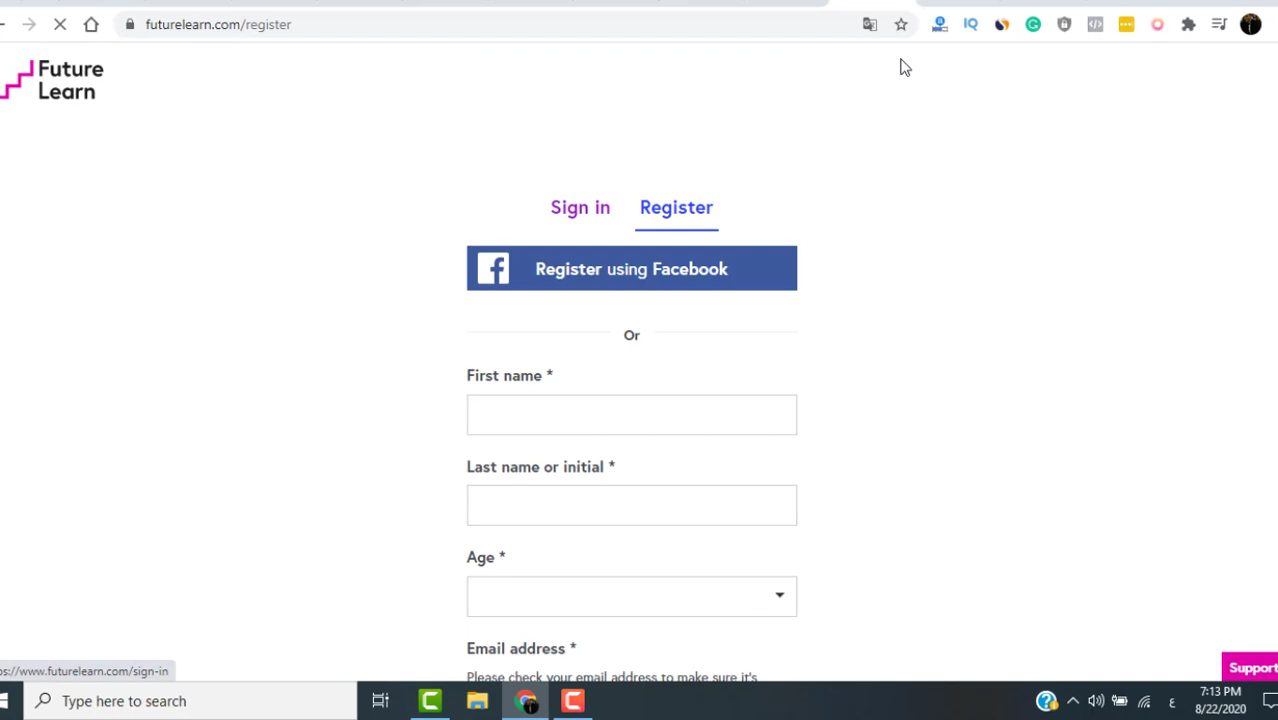 futurelearn.com/register
IQ
Future
Learn
Sign in
Register
Register using Facebook
Or
First name *
Last name or initial *
Age *
Email address *
Please check your email address to make sure it's
ps://www.futurelearn.com/sign-in
Support
Type here to search
ع
7:13 PM
8/22/2020